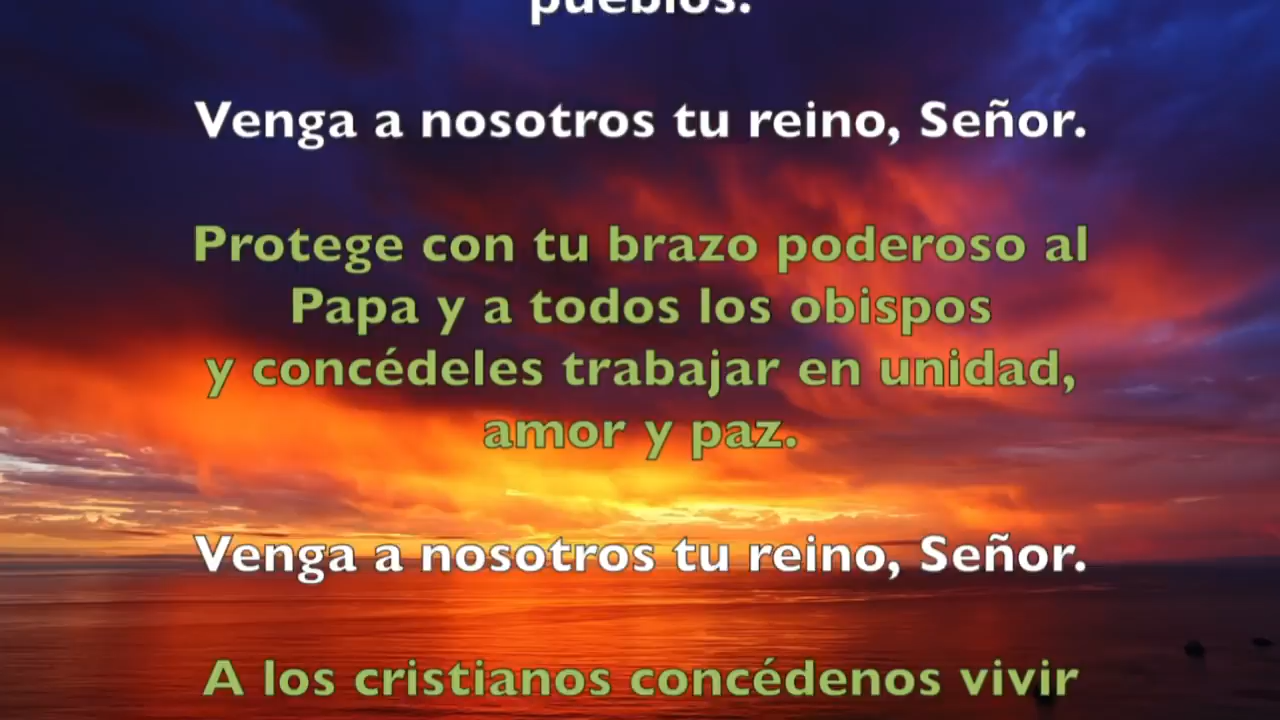 pueblos.
Venga a nosotros tu reino, Señor.
Protege con tu brazo poderoso al
Papa y a todos los obispos
y concédeles trabajar en unidad,
amor y paz.
Venga a nosotros tu reino, Señor.
A los cristianos concédenos vivir